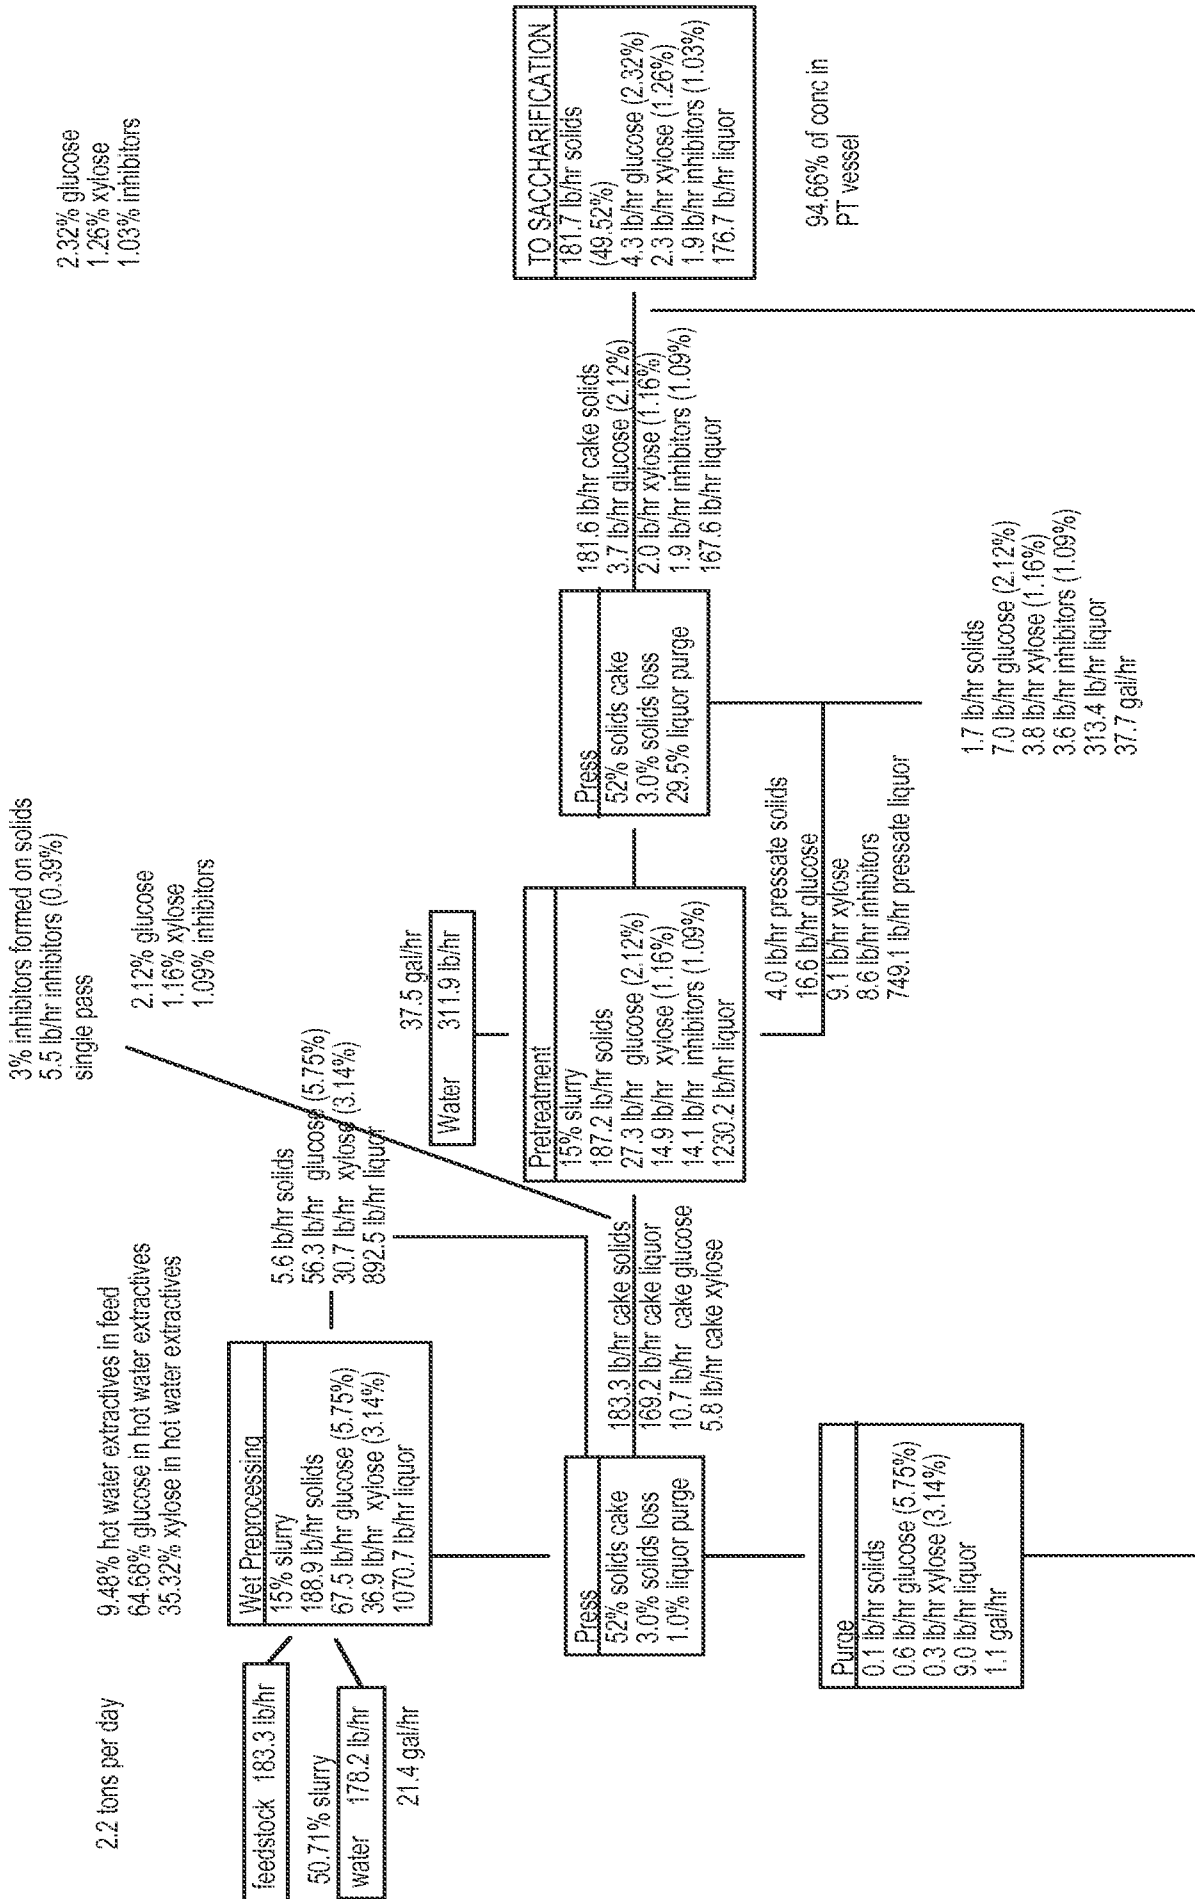 2.2 tons per day
9.48% hot water extractives in feed
64.68% glucose in hot water extractives
35.32% xylose in hot water extractives
3% inhibitors formed on solids
5.5 lb/hr inhibitors (0.39%)
single pass
2.12% glucose
1.16% xylose
1.09% inhibitors
2.32% glucose
1.26% xylose
1.03% inhibitors
feedstock 183.3 lb/hr
50.71% slurry
water 178.2 lb/hr
21.4 gal/hr
Wet Preprocessing
15% slurry
188.9 lb/hr solids
67.5 lb/hr glucose (5.75%)
36.9 lb/hr xylose (3.14%)
1070.7 lb/hr liquor
5.6 lb/hr solids
56.3 lb/hr glucose (5.75%)
30.7 lb/hr xylose (3.14%)
892.5 lb/hr liquor
37.5 gal/hr
Water 311.9 lb/hr
Press
52% solids cake
3.0% solids loss
1.0% liquor purge
183.3 lb/hr cake solids
169.2 lb/hr cake liquor
10.7 lb/hr cake glucose
5.8 lb/hr cake xylose
Pretreatment
15% slurry
187.2 lb/hr solids
27.3 lb/hr glucose (2.12%)
14.9 lb/hr xylose (1.16%)
14.1 lb/hr inhibitors (1.09%)
1230.2 lb/hr liquor
Press
52% solids cake
3.0% solids loss
29.5% liquor purge
181.6 lb/hr cake solids
3.7 lb/hr glucose (2.12%)
2.0 lb/hr xylose (1.16%)
1.9 lb/hr inhibitors (1.09%)
167.6 lb/hr liquor
TO SACCHARIFICATION
181.7 lb/hr solids
(49.52%)
4.3 lb/hr glucose (2.32%)
2.3 lb/hr xylose (1.26%)
1.9 lb/hr inhibitors (1.03%)
176.7 lb/hr liquor
94.66% of conc in
PT vessel
Purge
0.1 lb/hr solids
0.6 lb/hr glucose (5.75%)
0.3 lb/hr xylose (3.14%)
9.0 lb/hr liquor
1.1 gal/hr
4.0 lb/hr pressate solids
16.6 lb/hr glucose
9.1 lb/hr xylose
8.6 lb/hr inhibitors
749.1 lb/hr pressate liquor
1.7 lb/hr solids
7.0 lb/hr glucose (2.12%)
3.8 lb/hr xylose (1.16%)
3.6 lb/hr inhibitors (1.09%)
313.4 lb/hr liquor
37.7 gal/hr